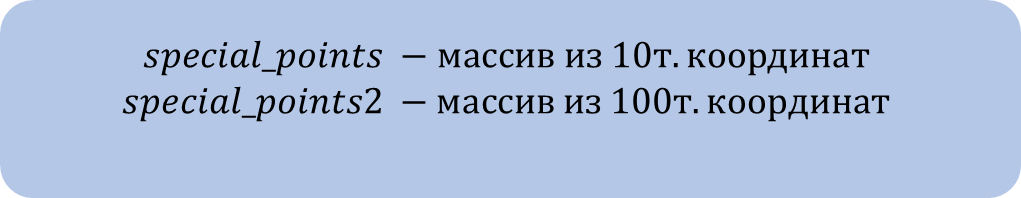 special_points − массив из 10т. координат
special_points2 − массив из 100т. координат